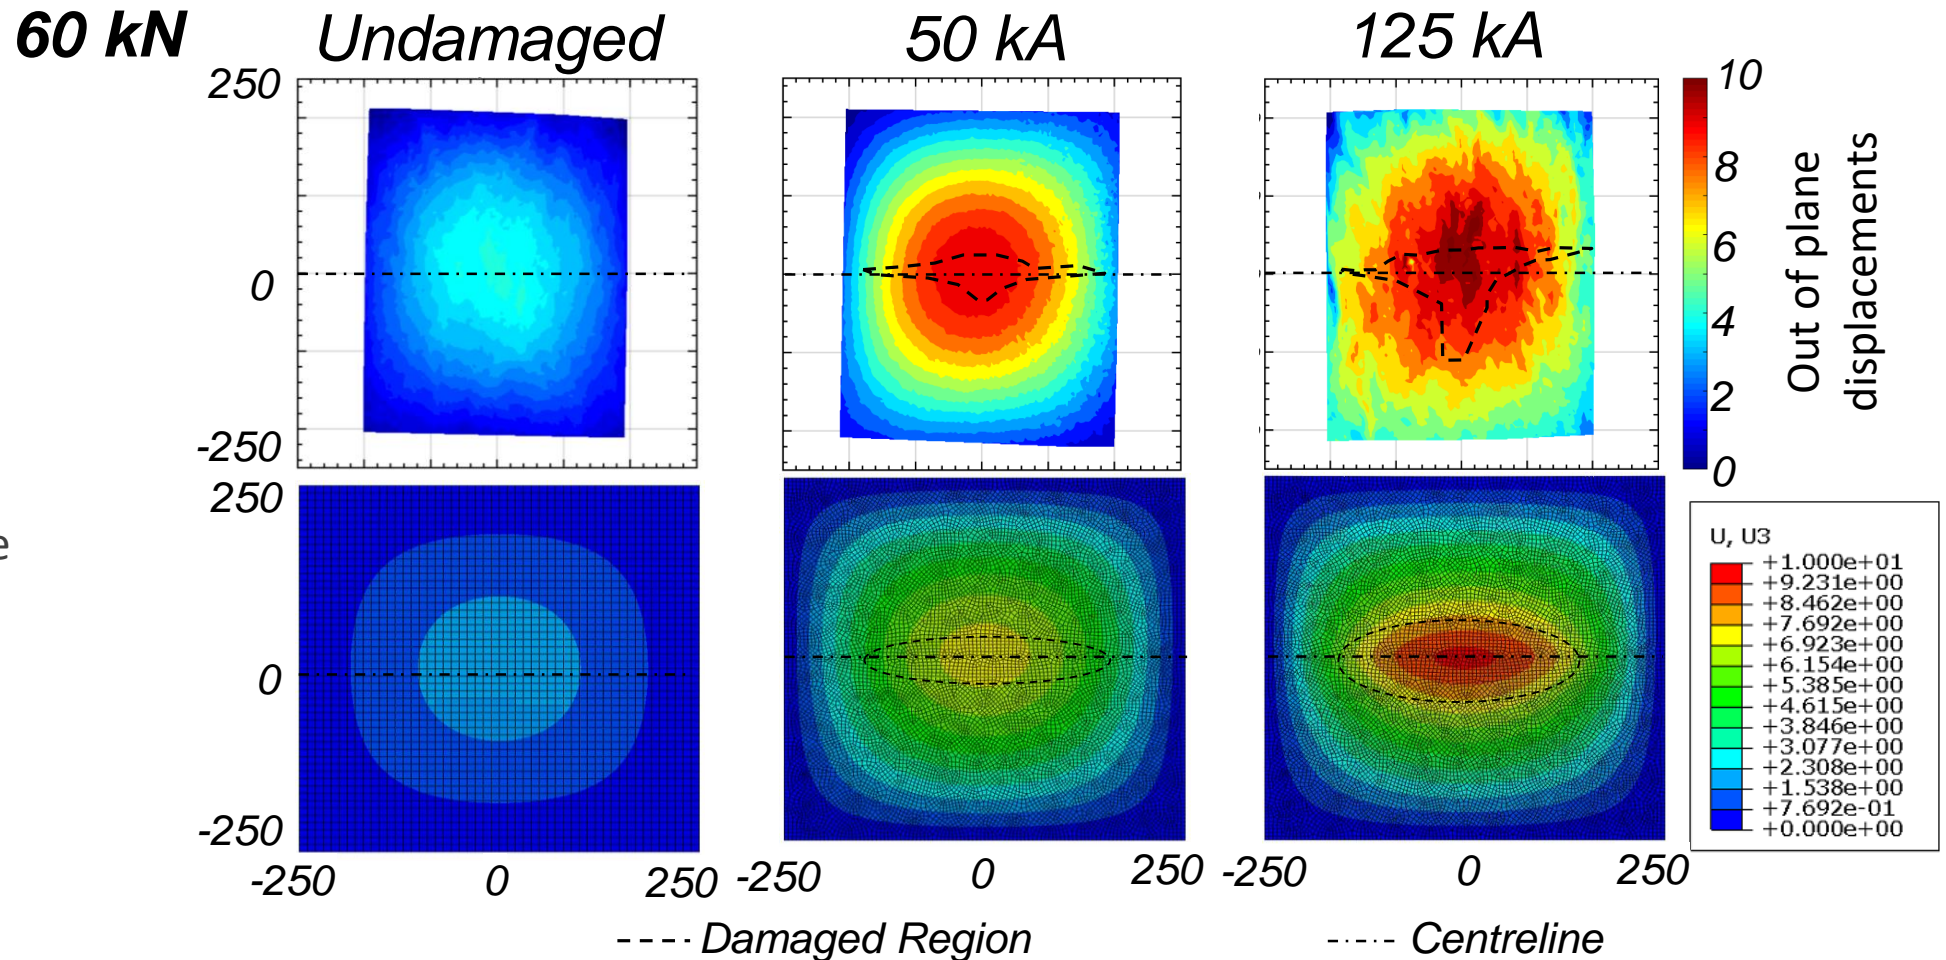 60 kN Undamaged 50 kA 125 kA
250
0
-250
10
8
6
4
2
0
Out of plane
displacements
e
250
0
-250
U, U3
+1.000e+01
+9.231e+00
+8.462e+00
+7.692e+00
+6.923e+00
+6.154e+00
+5.385e+00
+4.615e+00
+3.846e+00
+3.077e+00
+2.308e+00
+1.538e+00
+7.692e-01
+0.000e+00
-250 0 250 -250 0 250 -250 0 250
Damaged Region Centreline